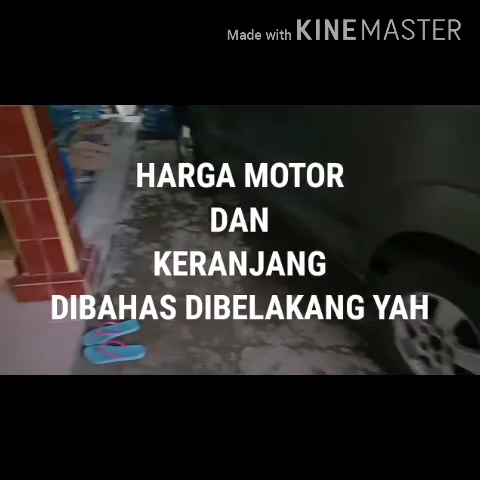 Made with KINEMASTER
HARGA MOTOR
DAN
KERANJANG
DIBAHAS DIBELAKANG YAH